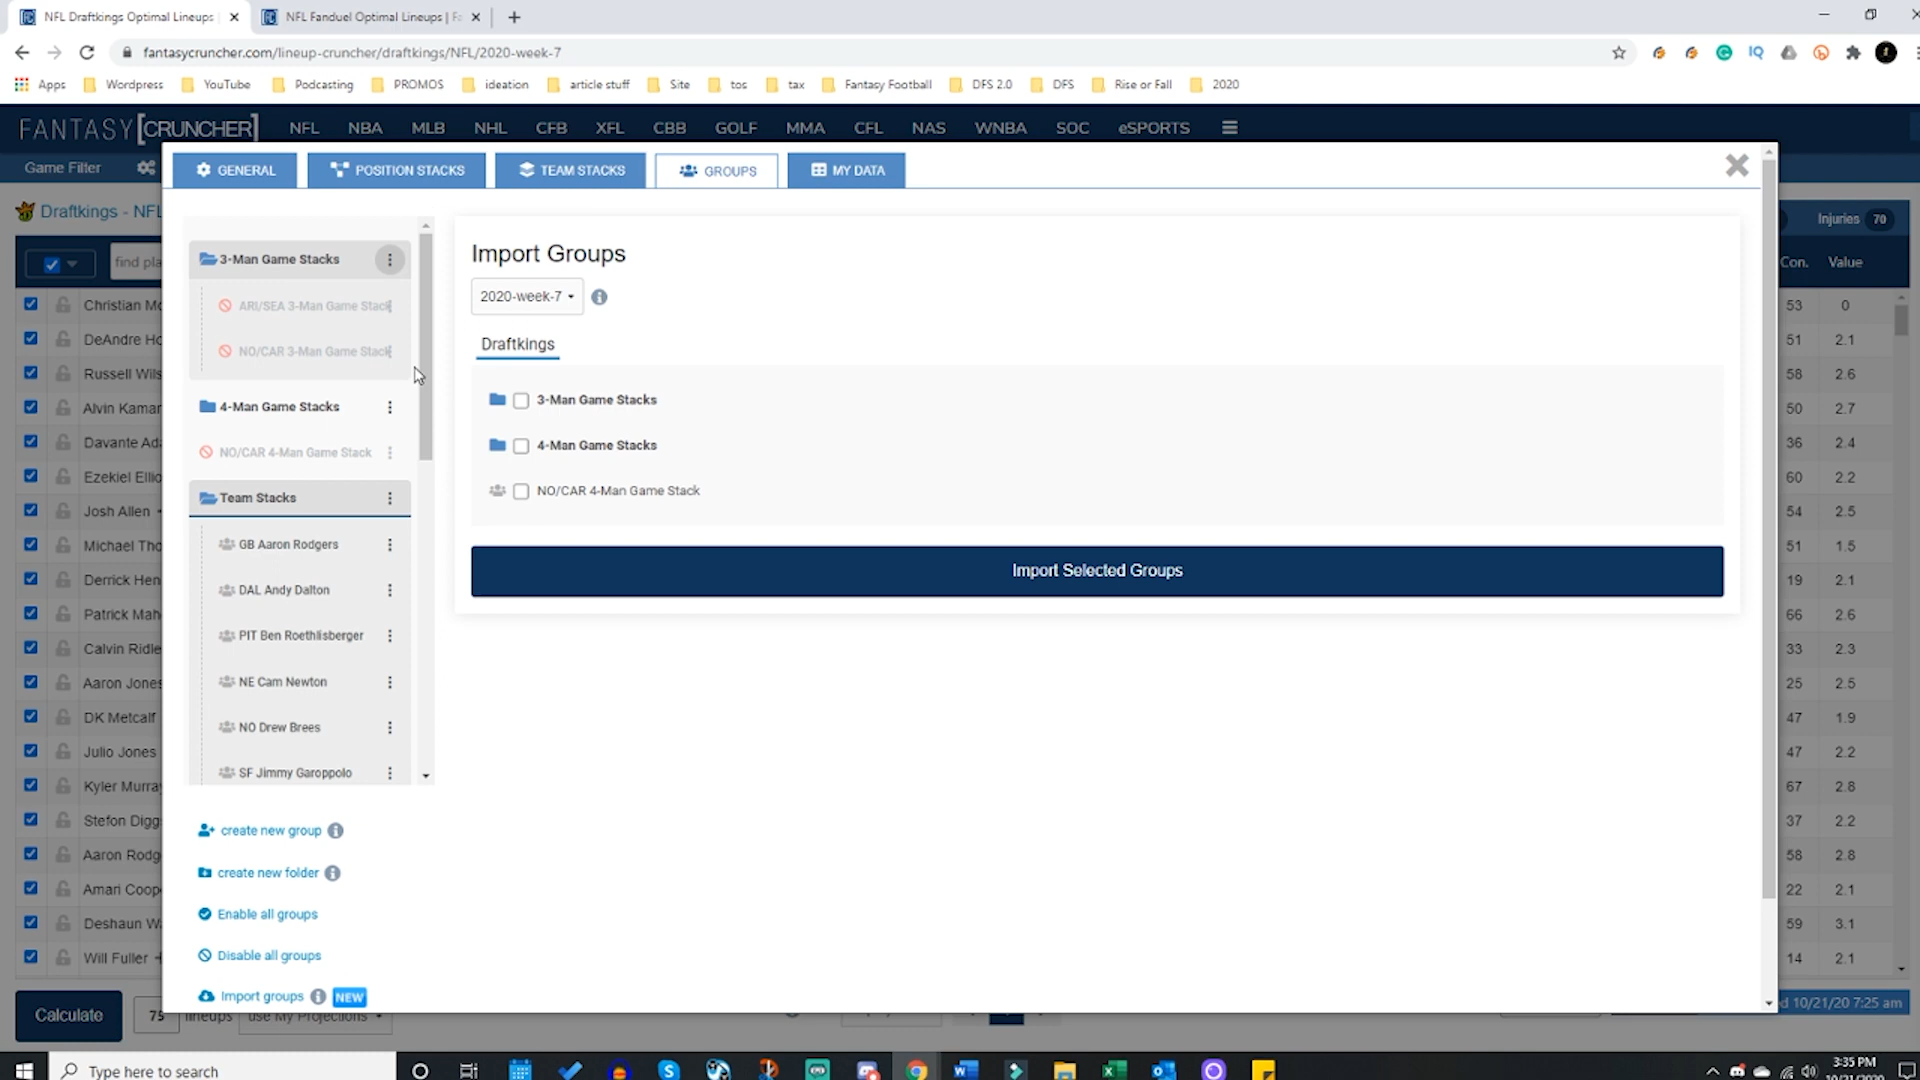 NFL Draftkings Optimal Lineups
NFL Fanduel Optimal Lineups | Fa
fantasycruncher.com/lineup-cruncher/draftkings/NFL/2020-week-7
IQ
Apps
Wordpress
YouTube
Podcasting
PROMOS
ideation
article stuff
Site
tos
tax
Fantasy Football
DFS 2.0
DFS
Rise or Fall
2020
FANTASY [CRUNCHER]
NFL
NBA
MLB
NHL
CFB
XFL
CBB
GOLF
MMA
CFL
NAS
WNBA
SOC
eSPORTS
Game Filter
GENERAL
POSITION STACKS
TEAM STACKS
GROUPS
MY DATA
Draftkings - NFL
Injuries 70
find pla
Con. Value
3-Man Game Stacks
ARI/SEA 3-Man Game Stack
NO/CAR 3-Man Game Stack
4-Man Game Stacks
NO/CAR 4-Man Game Stack
Team Stacks
GB Aaron Rodgers
DAL Andy Dalton
PIT Ben Roethlisberger
NE Cam Newton
NO Drew Brees
SF Jimmy Garoppolo
create new group
create new folder
Enable all groups
Disable all groups
Import groups NEW
Import Groups
2020-week-7
Draftkings
3-Man Game Stacks
4-Man Game Stacks
NO/CAR 4-Man Game Stack
Import Selected Groups
Christian Mc 53 0
DeAndre Ho 51 2.1
Russell Wils 58 2.6
Alvin Kamar 50 2.7
Davante Ada 36 2.4
Ezekiel Ellio 60 2.2
Josh Allen 54 2.5
Michael Tho 51 1.5
Derrick Hen 19 2.1
Patrick Mah 66 2.6
Calvin Ridle 33 2.3
Aaron Jones 25 2.5
DK Metcalf 47 1.9
Julio Jones 47 2.2
Kyler Murra 67 2.8
Stefon Digg 37 2.2
Aaron Rodg 58 2.8
Amari Coop 22 2.1
Deshaun Wa 59 3.1
Will Fuller 14 2.1
Calculate
75 lineups use My Projections
d 10/21/20 7:25 am
Type here to search
3:35 PM
10/21/2020